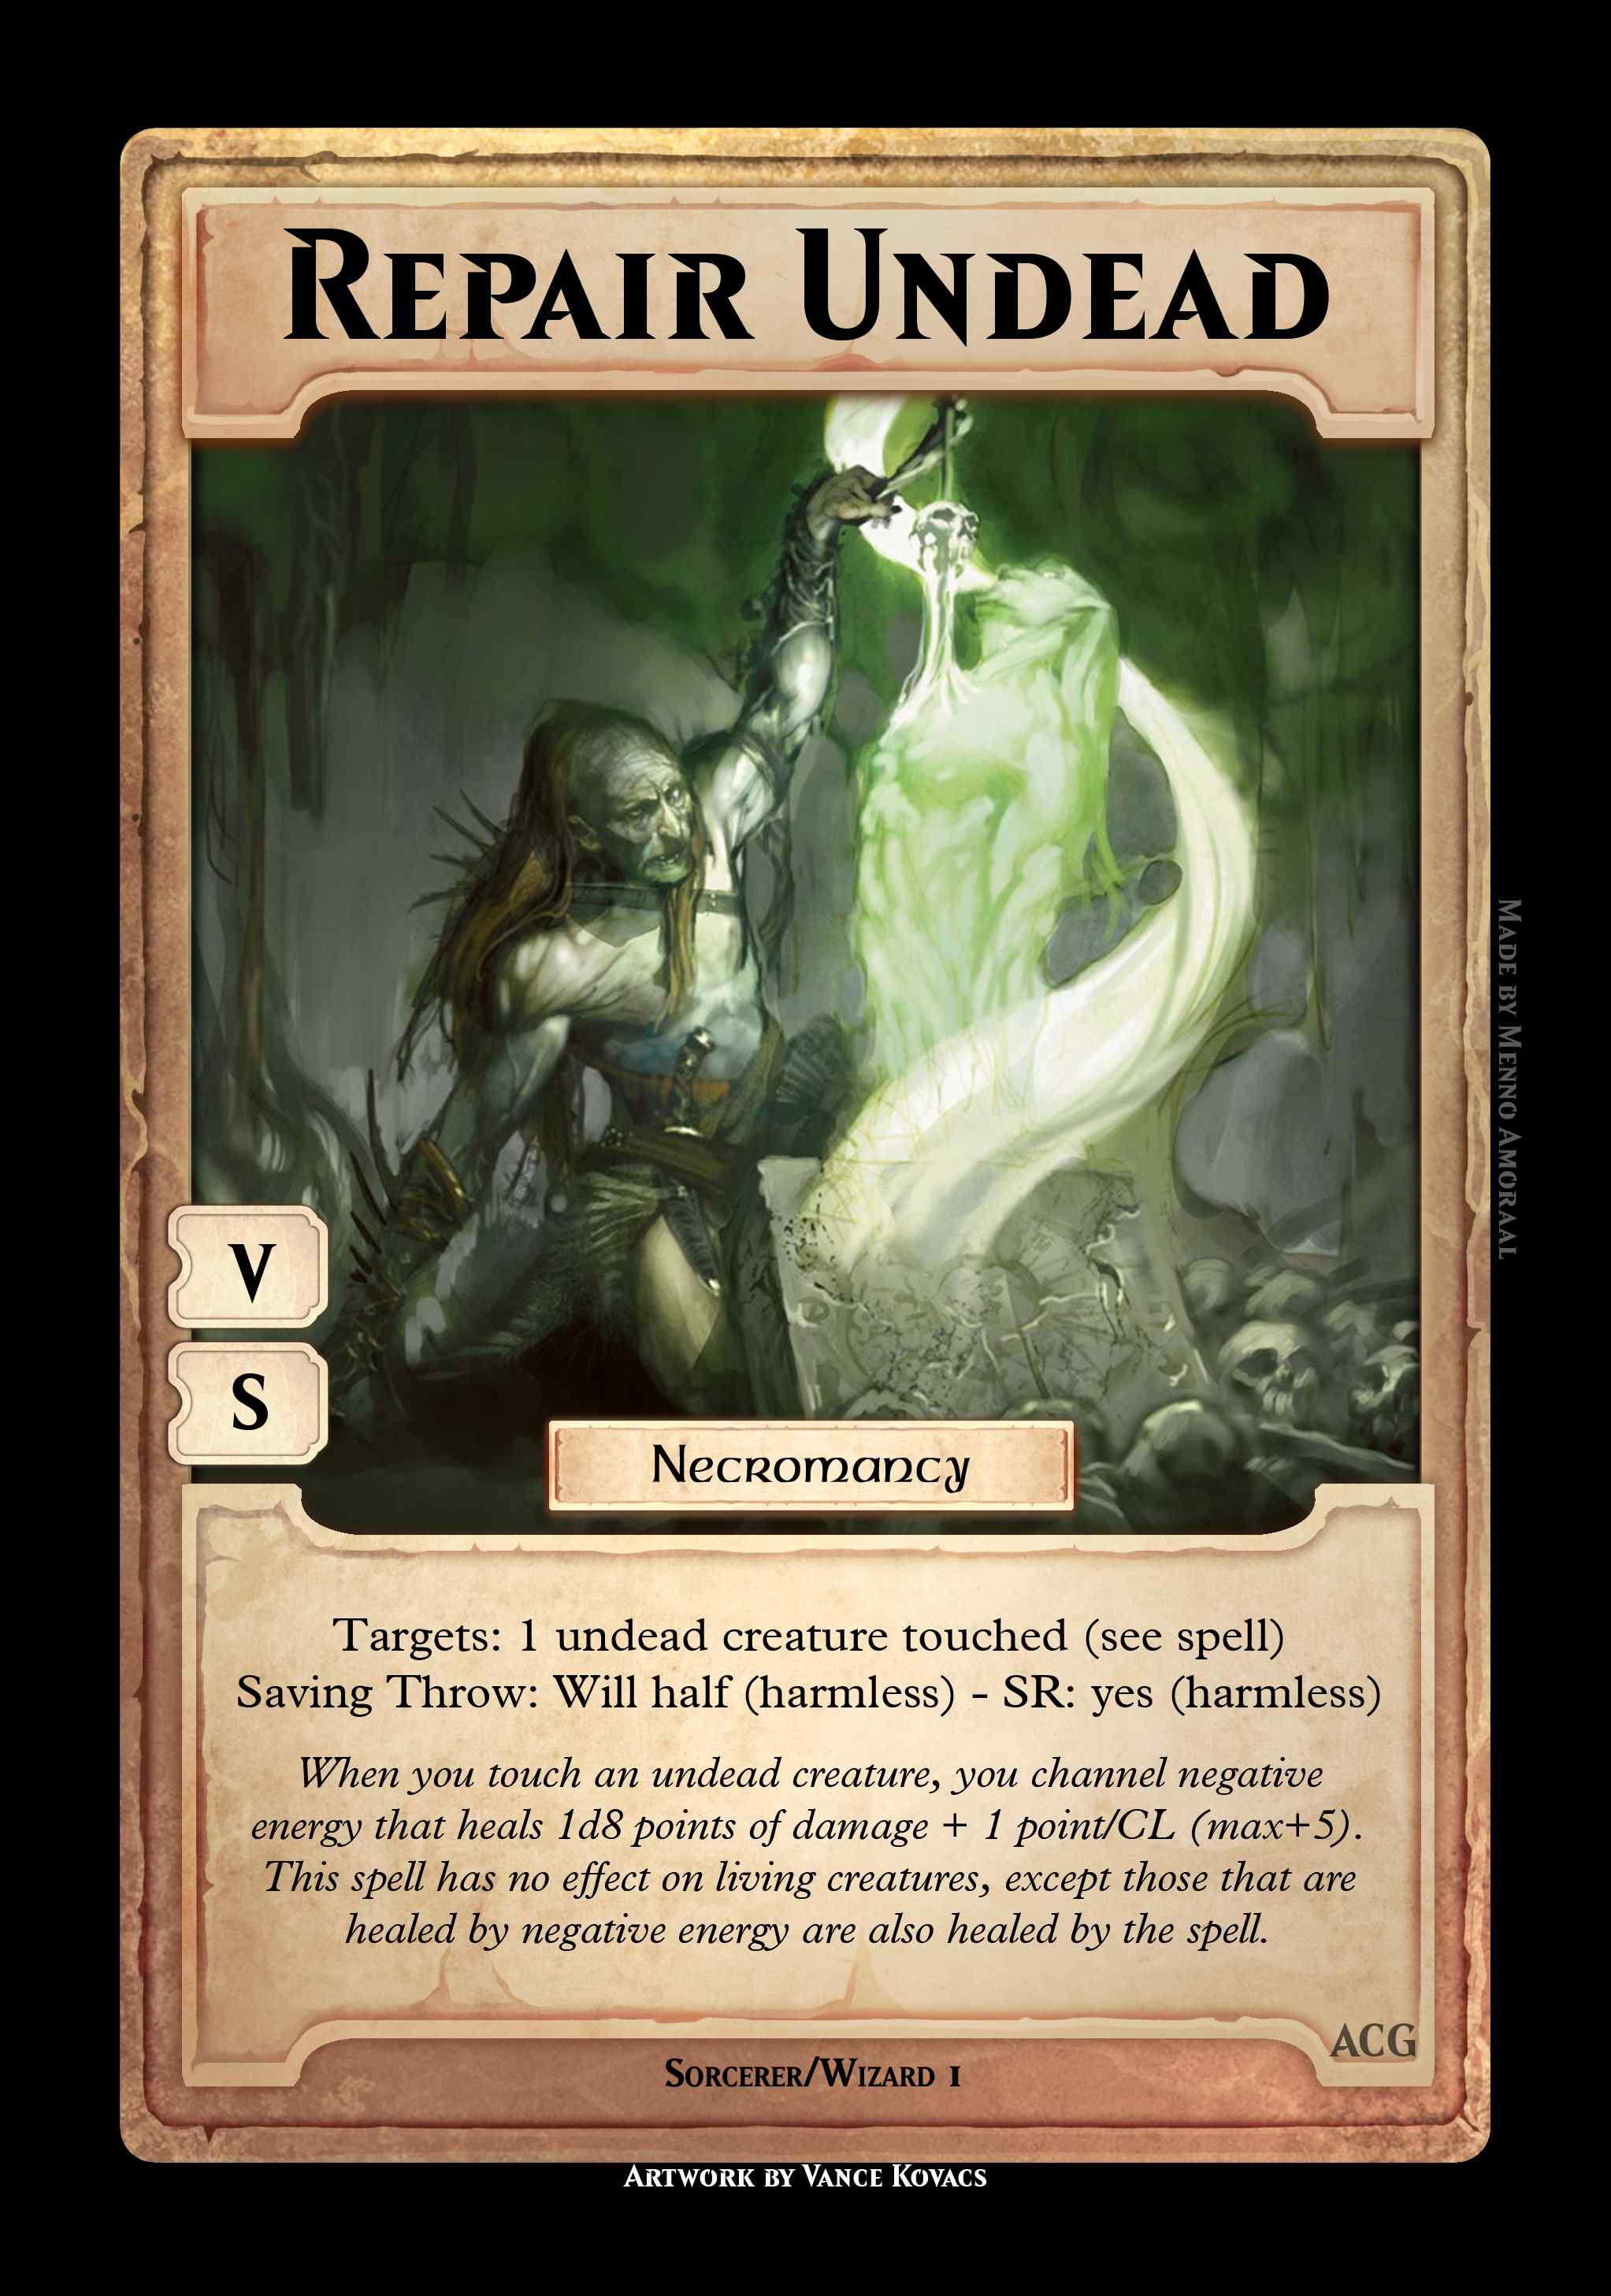 Repair Undead
V
S
Necromancy
Targets: 1 undead creature touched (see spell)
Saving Throw: Will half (harmless) - SR: yes (harmless)
When you touch an undead creature, you channel negative
energy that heals 1d8 points of damage + 1 point/CL (max+5).
This spell has no effect on living creatures, except those that are
healed by negative energy are also healed by the spell.
ACG
Sorcerer/Wizard 1
Artwork by Vance Kovacs
Made by Menno Amoraal